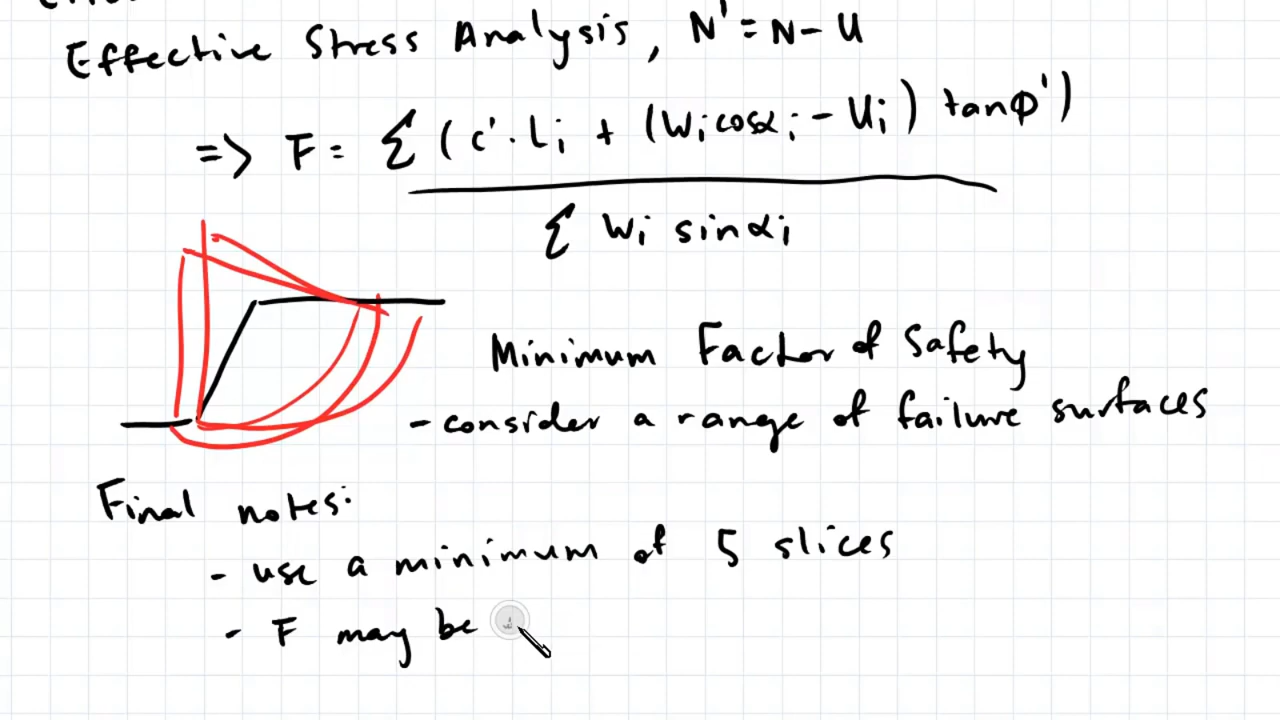 Effective Stress Analysis, N' = N - U
=> F = Σ (c'·Li + (Wi cosαi - Ui) tanΦ')
Σ Wi sinαi
Minimum Factor of Safety
- consider a range of failure surfaces
Final notes:
- use a minimum of 5 slices
- F may be